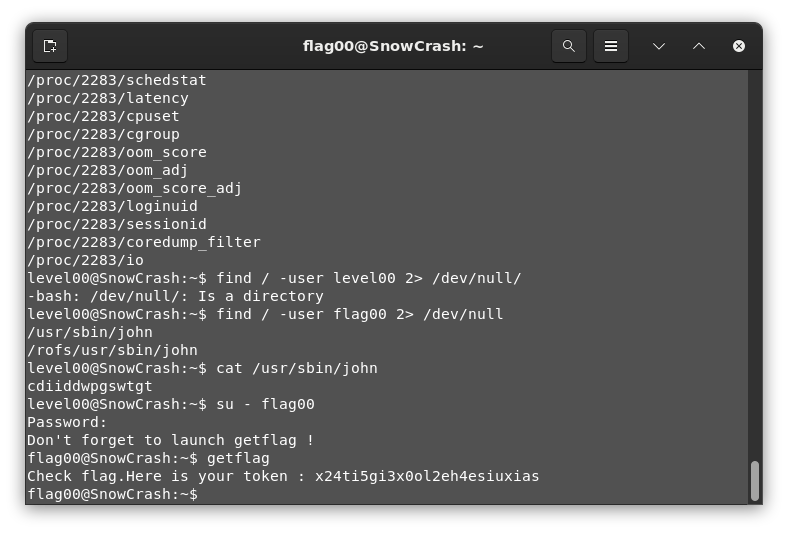 flag00@SnowCrash: ~
/proc/2283/schedstat
/proc/2283/latency
/proc/2283/cpuset
/proc/2283/cgroup
/proc/2283/oom_score
/proc/2283/oom_adj
/proc/2283/oom_score_adj
/proc/2283/loginuid
/proc/2283/sessionid
/proc/2283/coredump_filter
/proc/2283/io
level00@SnowCrash:~$ find / -user level00 2> /dev/null/
-bash: /dev/null/: Is a directory
level00@SnowCrash:~$ find / -user flag00 2> /dev/null
/usr/sbin/john
/rofs/usr/sbin/john
level00@SnowCrash:~$ cat /usr/sbin/john
cdiiddwpgswtgt
level00@SnowCrash:~$ su - flag00
Password:
Don't forget to launch getflag !
flag00@SnowCrash:~$ getflag
Check flag.Here is your token : x24ti5gi3x0ol2eh4esiuxias
flag00@SnowCrash:~$